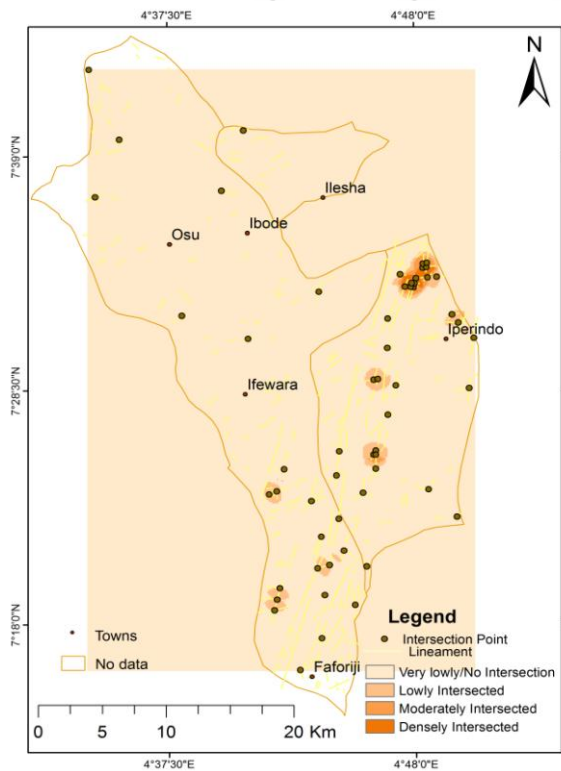 4°37'30"E
4°48'0"E
N
7°39'0"N
Ilesha
Ibode
Osu
Iperindo
7°28'30"N
Ifewara
7°18'0"N
Legend
Towns
Intersection Point
Lineament
No data
Very lowly/No Intersection
Faforiji
Lowly Intersected
Moderately Intersected
Densely Intersected
0 5 10 20 Km
4°37'30"E
4°48'0"E